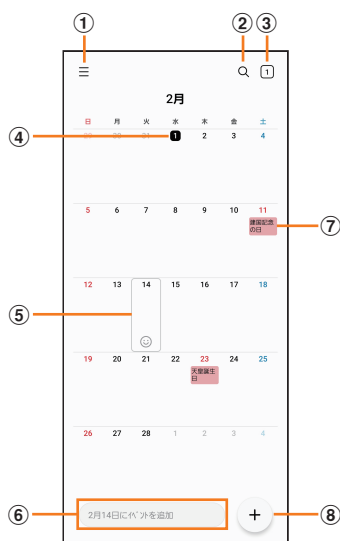 ① ② ③
1
2月
日 月 火 水 木 金 土
29 30 31 1 2 3 4
④
5 6 7 8 9 10 11
建国記念
の日
⑦
12 13 14 15 16 17 18
⑤
19 20 21 22 23 24 25
天皇誕生
日
26 27 28 1 2 3 4
⑥ 2月14日にイベントを追加 + ⑧